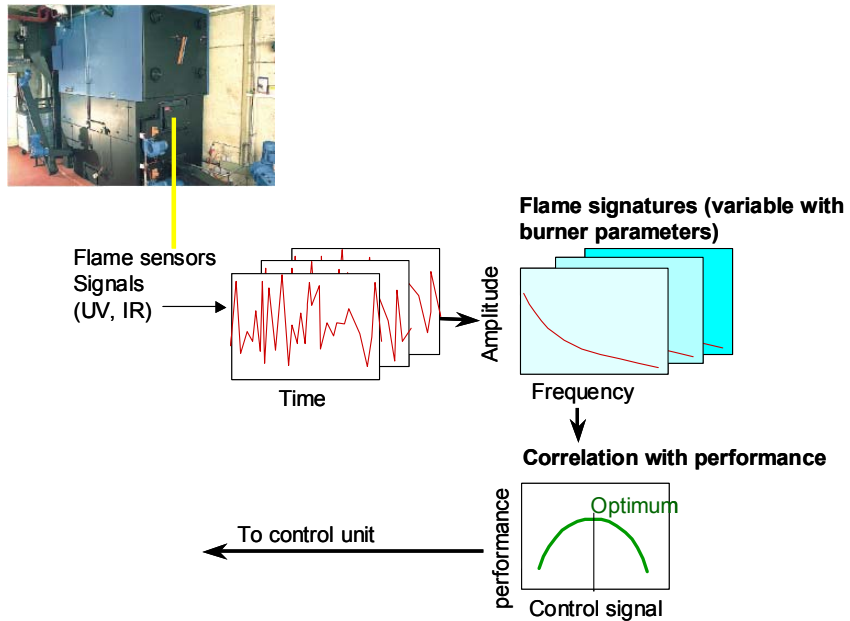 Flame sensors
Signals
(UV, IR)
Time
Flame signatures (variable with
burner parameters)
Amplitude
Frequency
Correlation with performance
Optimum
performance
Control signal
To control unit